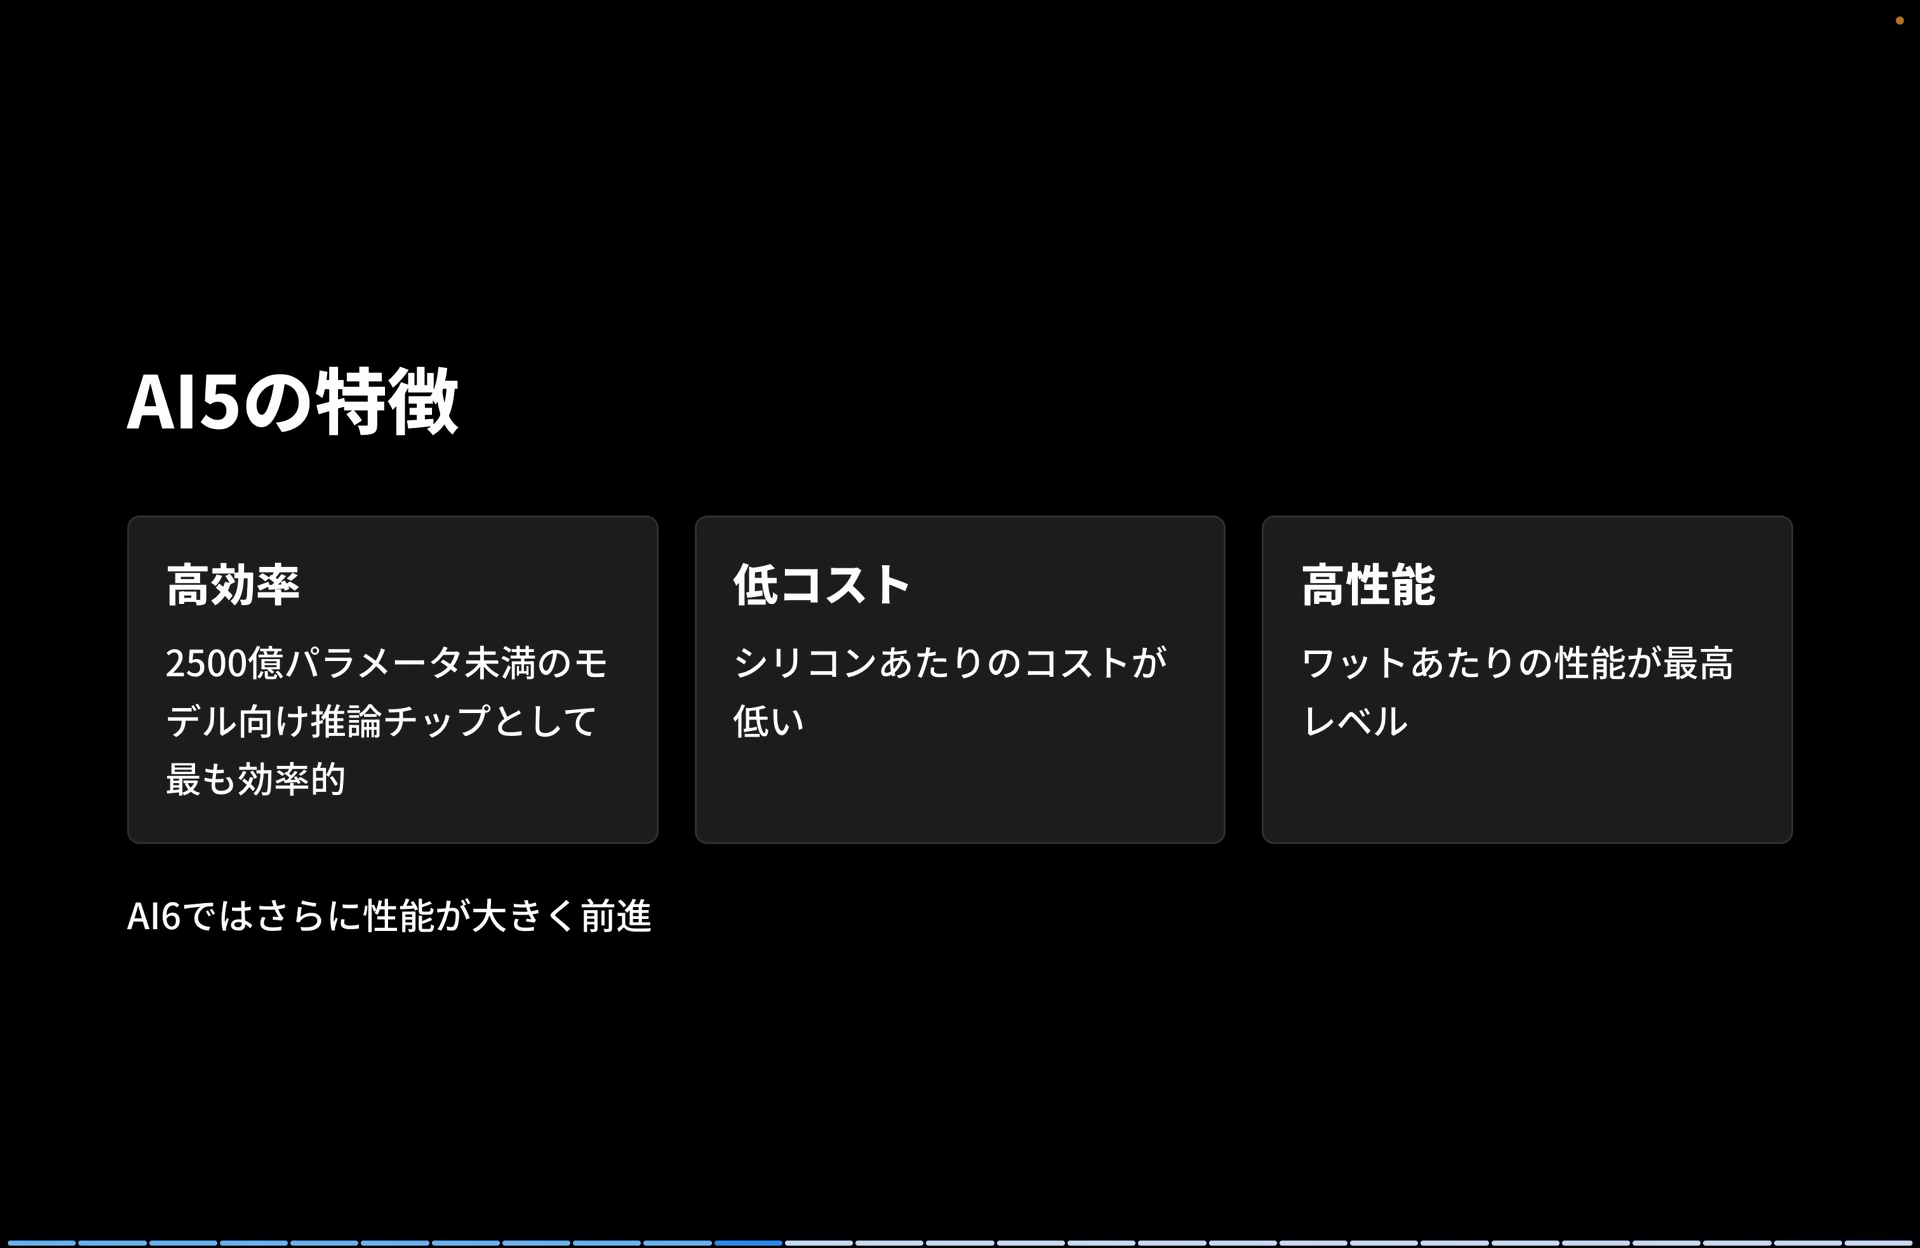 AI5の特徴
高効率
2500億パラメータ未満のモ
デル向け推論チップとして
最も効率的
低コスト
シリコンあたりのコストが
低い
高性能
ワットあたりの性能が最高
レベル
AI6ではさらに性能が大きく前進